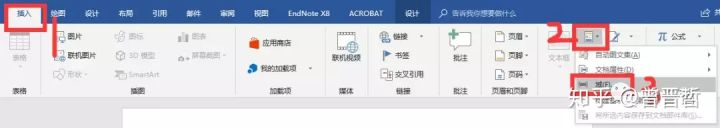 插入 绘图 设计 布局 引用 邮件 审阅 视图 EndNote X8 ACROBAT 设计 告诉我你想要做什么
表格
图片
联机图片
形状
图标
3D 模型
SmartArt
图表
屏幕截图
应用商店
我的加载项
联机视频
链接
书签
交叉引用
批注
页眉
页脚
页码
文本框
公式
表格 插图 加载项 媒体 链接 批注 页眉和页脚
1
2
3
自动图文集(A)
文档属性(D)
域(F)...
将所选内容保存到文档部件库(S)...
知乎 @普普哲